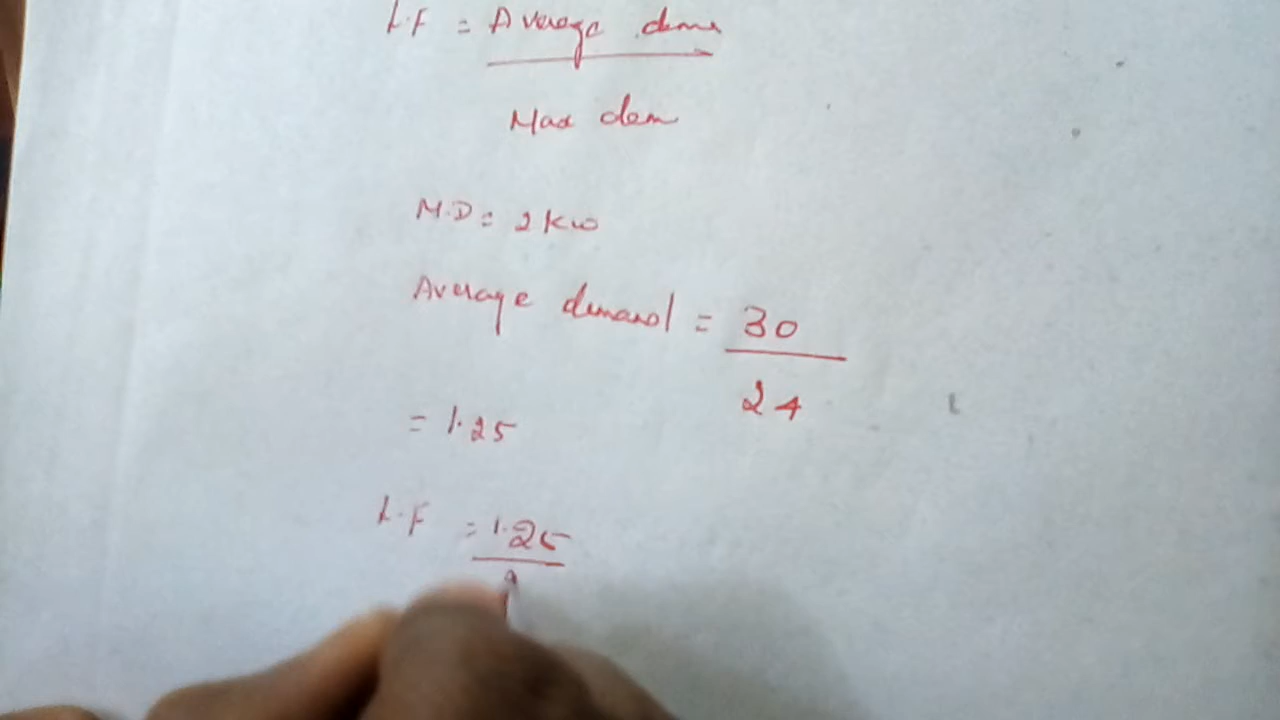 L.F = Average dem
Max dem
M.D = 2 Kw
Average demand = 30
24
= 1.25
L.F = 1.25